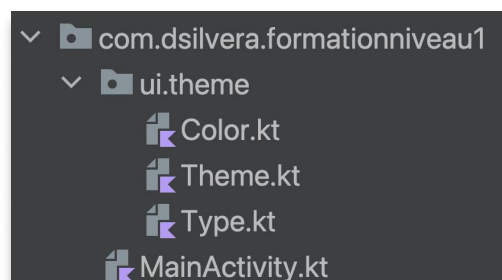 com.dsilvera.formationniveau1
ui.theme
Color.kt
Theme.kt
Type.kt
MainActivity.kt